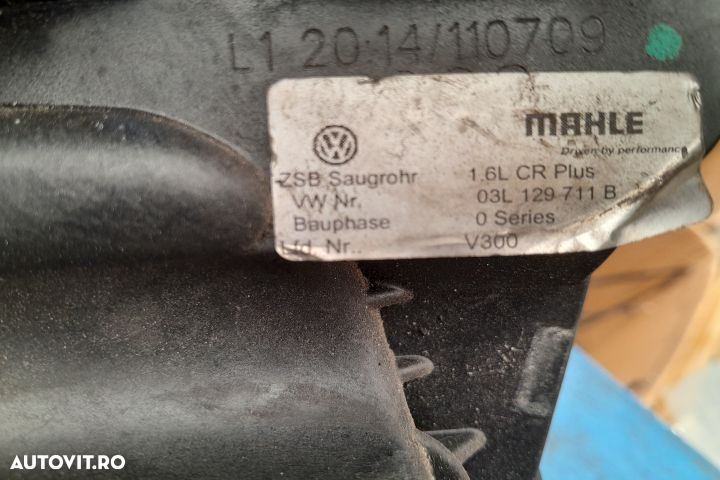 L1 20:14/110709
MAHLE
Driven by performance
ZSB Saugrohr 1.6L CR Plus
VW Nr. 03L 129 711 B
Bauphase 0 Series
Lfd. Nr.. V300
AUTOVIT.RO